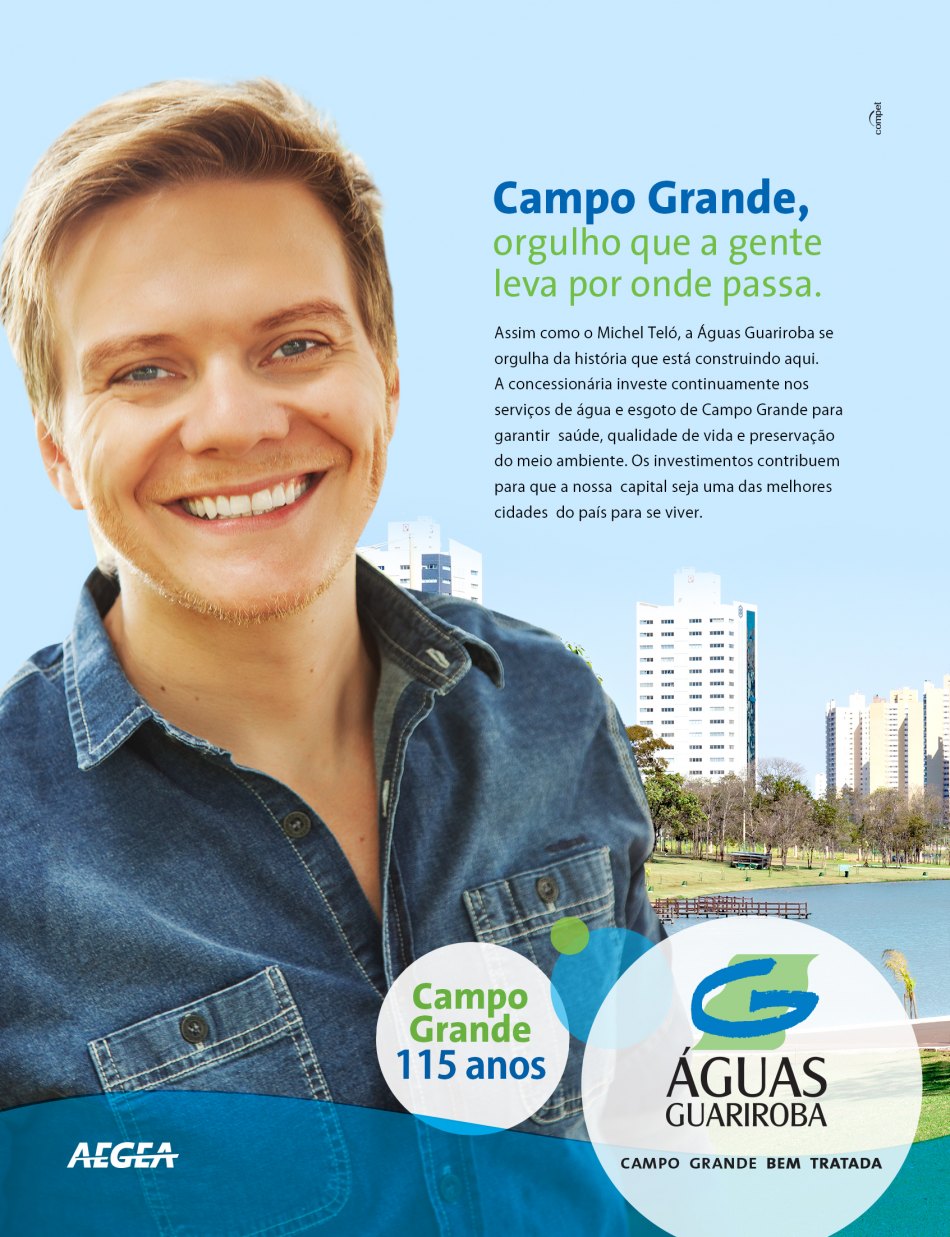 compet
Campo Grande,
orgulho que a gente
leva por onde passa.
Assim como o Michel Teló, a Águas Guariroba se
orgulha da história que está construindo aqui.
A concessionária investe continuamente nos
serviços de água e esgoto de Campo Grande para
garantir saúde, qualidade de vida e preservação
do meio ambiente. Os investimentos contribuem
para que a nossa capital seja uma das melhores
cidades do país para se viver.
Campo
Grande
115 anos
G
ÁGUAS
GUARIROBA
CAMPO GRANDE BEM TRATADA
AEGEA